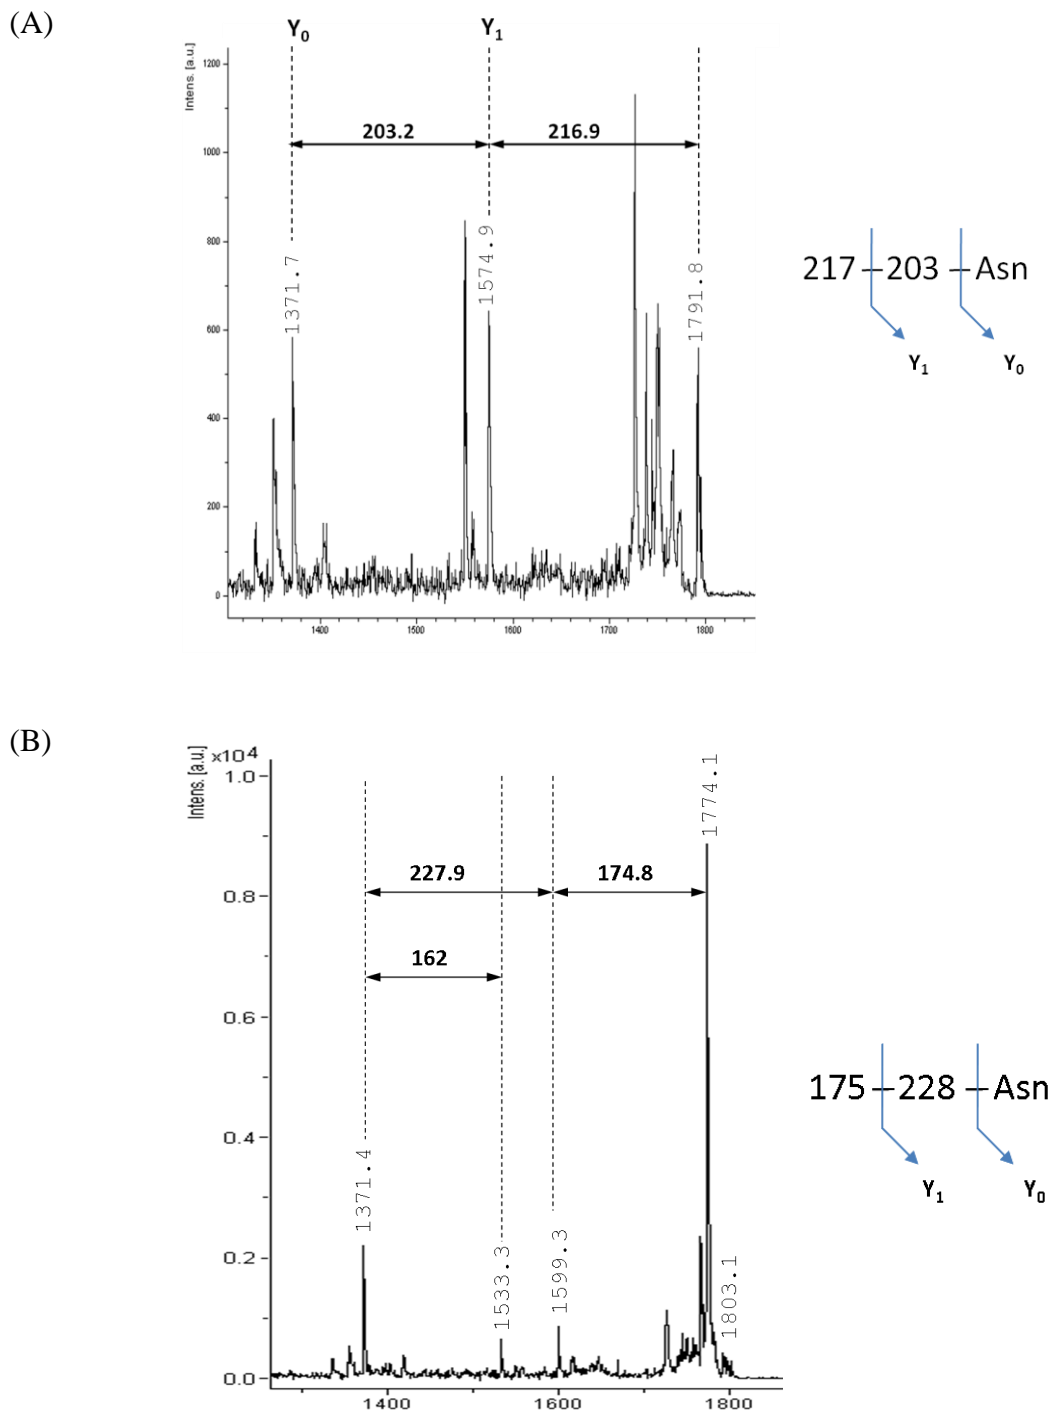 (A)
Y0 Y1
Intens. [a.u.]
1200
1000
800
600
400
200
0
203.2 216.9
1371.7
1574.9
1791.8
1400 1500 1600 1700 1800
217 203 Asn
Y1 Y0
(B)
Intens. [a.u.]
x10^4
1.0
0.8
0.6
0.4
0.2
0.0
1774.1
227.9 174.8
162
1371.4
1533.3
1599.3
1803.1
1400 1600 1800
175 228 Asn
Y1 Y0